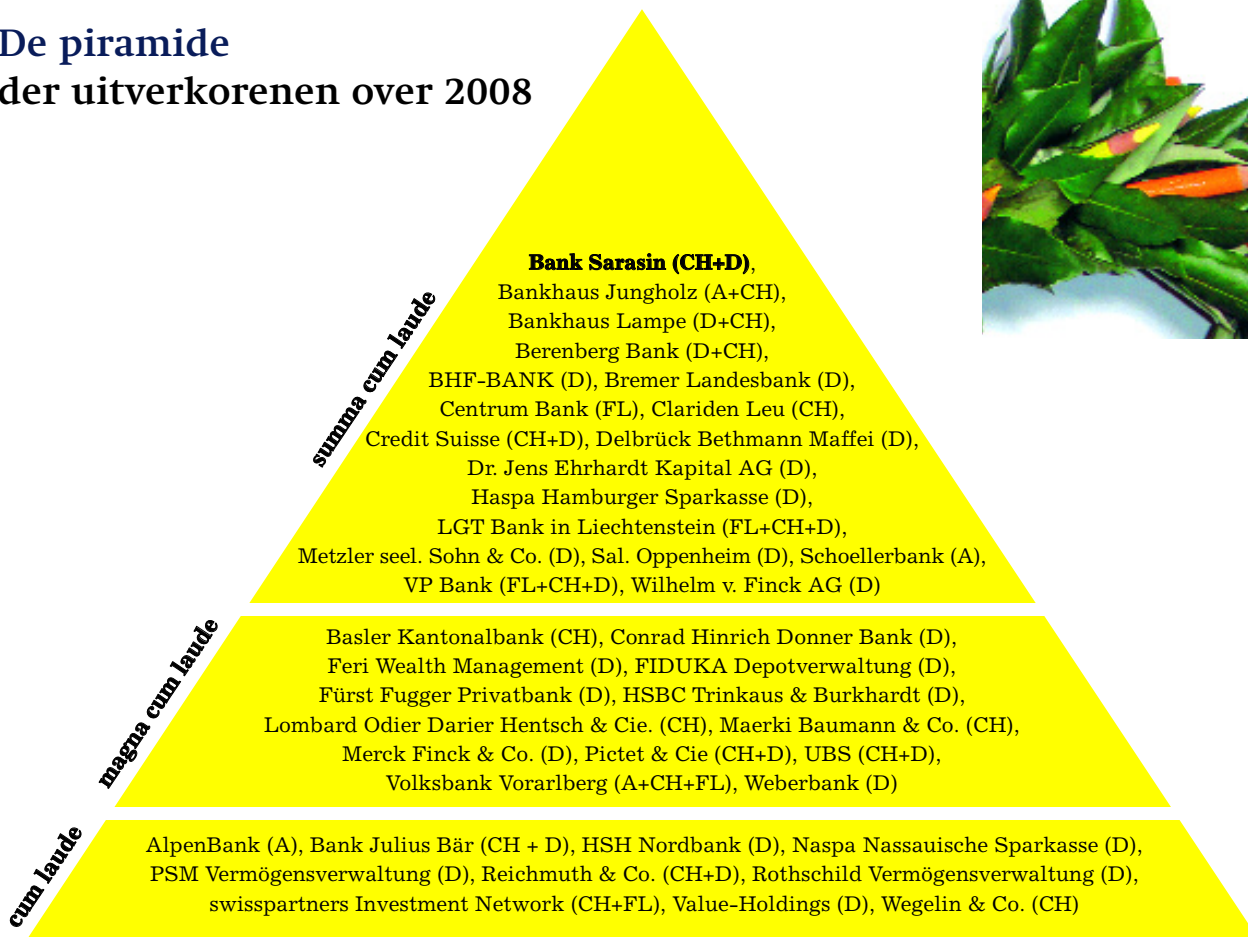 De piramide
der uitverkorenen over 2008
Bank Sarasin (CH+D),
Bankhaus Jungholz (A+CH),
Bankhaus Lampe (D+CH),
Berenberg Bank (D+CH),
BHF-BANK (D), Bremer Landesbank (D),
Centrum Bank (FL), Clariden Leu (CH),
Credit Suisse (CH+D), Delbrück Bethmann Maffei (D),
Dr. Jens Ehrhardt Kapital AG (D),
Haspa Hamburger Sparkasse (D),
LGT Bank in Liechtenstein (FL+CH+D),
Metzler seel. Sohn & Co. (D), Sal. Oppenheim (D), Schoellerbank (A),
VP Bank (FL+CH+D), Wilhelm v. Finck AG (D)
summa cum laude
Basler Kantonalbank (CH), Conrad Hinrich Donner Bank (D),
Feri Wealth Management (D), FIDUKA Depotverwaltung (D),
Fürst Fugger Privatbank (D), HSBC Trinkaus & Burkhardt (D),
Lombard Odier Darier Hentsch & Cie. (CH), Maerki Baumann & Co. (CH),
Merck Finck & Co. (D), Pictet & Cie (CH+D), UBS (CH+D),
Volksbank Vorarlberg (A+CH+FL), Weberbank (D)
magna cum laude
AlpenBank (A), Bank Julius Bär (CH + D), HSH Nordbank (D), Naspa Nassauische Sparkasse (D),
PSM Vermögensverwaltung (D), Reichmuth & Co. (CH+D), Rothschild Vermögensverwaltung (D),
swisspartners Investment Network (CH+FL), Value-Holdings (D), Wegelin & Co. (CH)
cum laude